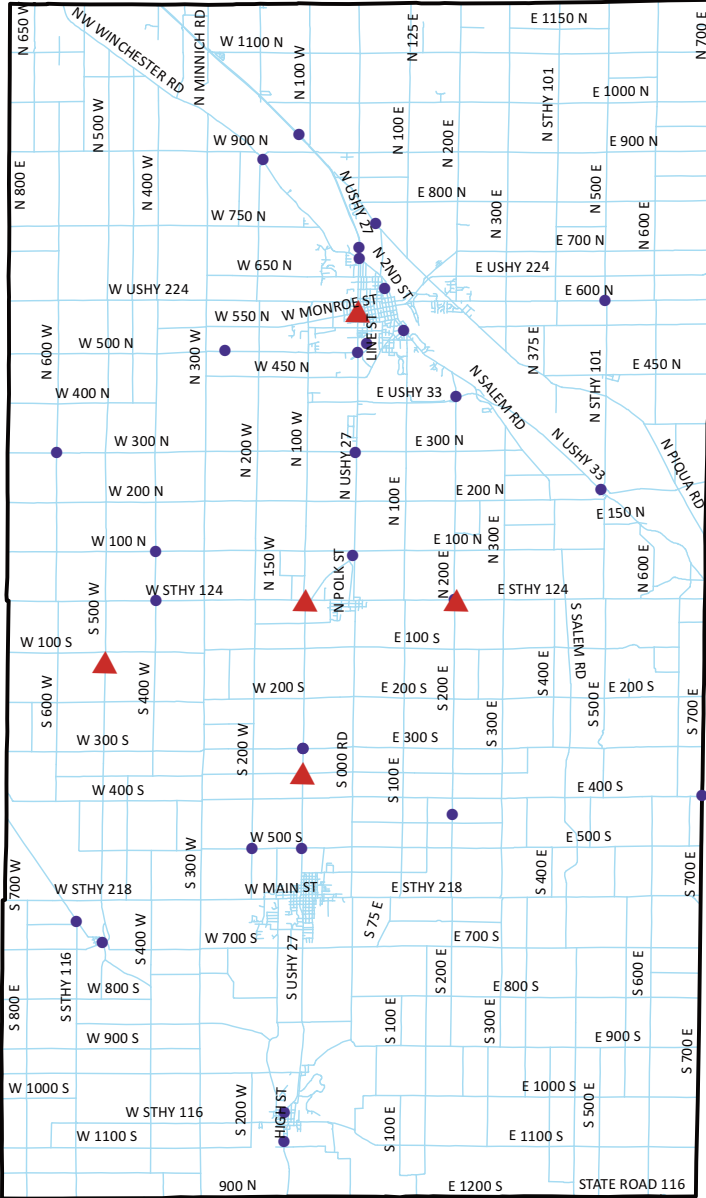 N 650 W
NW WINCHESTER RD
N MINNICH RD
W 1100 N
N 100 W
N 125 E
E 1150 N
N 700 E
N 500 W
N STHY 101
E 1000 N
N 800 E
N 400 W
W 900 N
N 100 E
N 200 E
E 900 N
N USHY 27
E 800 N
N 300 E
N 500 E
N 600 E
W 750 N
E 700 N
W 650 N
N 2ND ST
E USHY 224
W USHY 224
E 600 N
W 550 N
W MONROE ST
N 600 W
W 500 N
N 300 W
LINE ST
N 375 E
W 450 N
E 450 N
W 400 N
E USHY 33
N SALEM RD
N STHY 101
W 300 N
N 200 W
N 100 W
N USHY 27
E 300 N
N USHY 33
N PIQUA RD
W 200 N
N 100 E
E 200 N
E 150 N
W 100 N
N 150 W
N POLK ST
E 100 N
N 300 E
N 200 E
N 600 E
S 500 W
W STHY 124
E STHY 124
W 100 S
E 100 S
S SALEM RD
S 600 W
S 400 W
W 200 S
E 200 S
S 200 E
S 400 E
S 500 E
E 200 S
S 700 E
W 300 S
S 200 W
S 000 RD
E 300 S
S 300 E
W 400 S
S 100 E
E 400 S
S 300 W
W 500 S
E 500 S
S 700 W
W STHY 218
W MAIN ST
E STHY 218
S 400 E
S 700 E
S 400 W
W 700 S
S 75 E
E 700 S
S STHY 116
S USHY 27
S 200 E
S 600 E
S 800 E
W 800 S
E 800 S
W 900 S
S 100 E
S 300 E
E 900 S
S 700 E
W 1000 S
S 200 W
HIGH ST
E 1000 S
S 500 E
W STHY 116
W 1100 S
S 100 E
E 1100 S
900 N
E 1200 S
STATE ROAD 116